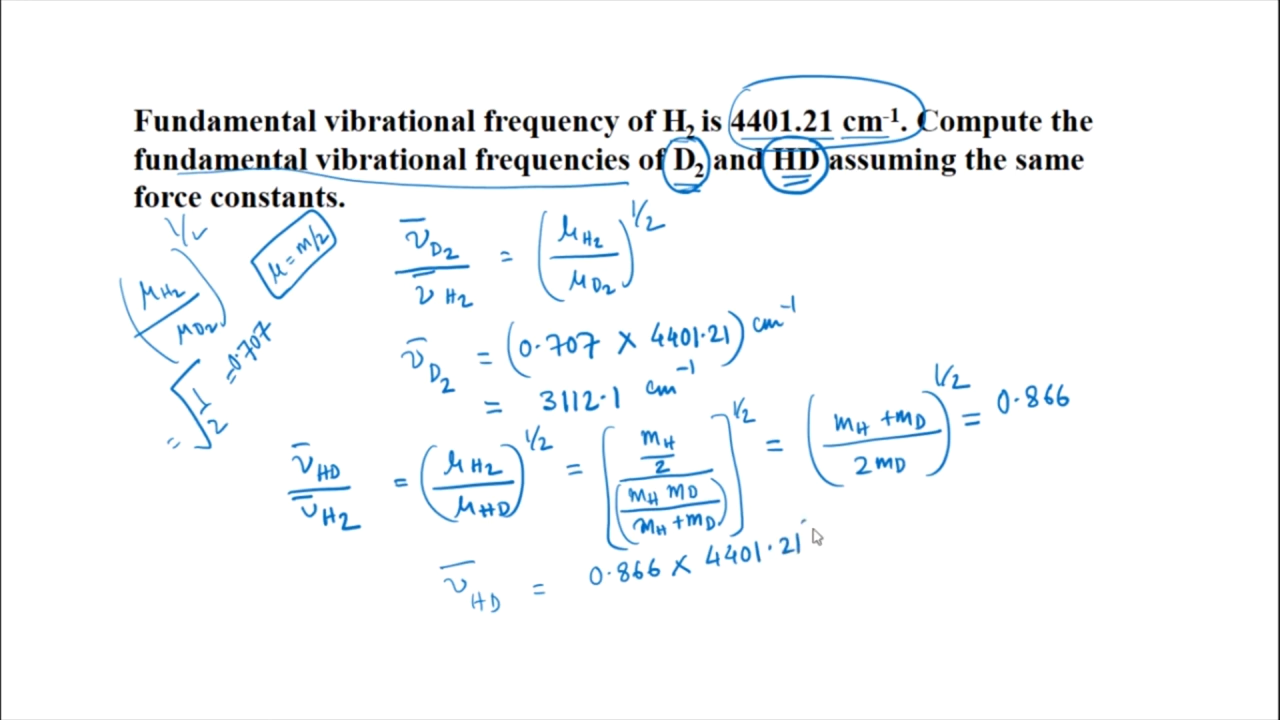 Fundamental vibrational frequency of H₂ is 4401.21 cm⁻¹. Compute the
fundamental vibrational frequencies of D₂ and HD assuming the same
force constants.
(μH₂ / μD₂)^1/2
= √(1/2) = 0.707
μ = m/2
ν̄D₂ / ν̄H₂ = (μH₂ / μD₂)^1/2
ν̄D₂ = (0.707 × 4401.21) cm⁻¹
= 3112.1 cm⁻¹
ν̄HD / ν̄H₂ = (μH₂ / μHD)^1/2 = [(mH / 2) / (mH mD / (mH + mD))]^1/2 = ((mH + mD) / 2mD)^1/2 = 0.866
ν̄HD = 0.866 × 4401.21